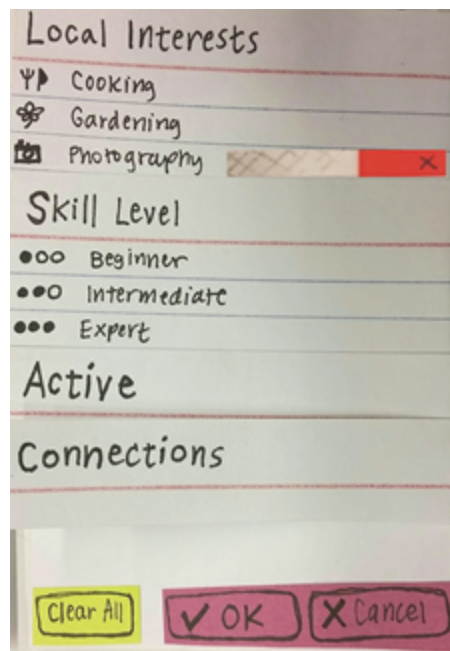 Local Interests
Cooking
Gardening
Photography X
Skill Level
Beginner
Intermediate
Expert
Active
Connections
Clear All ✓ OK X Cancel